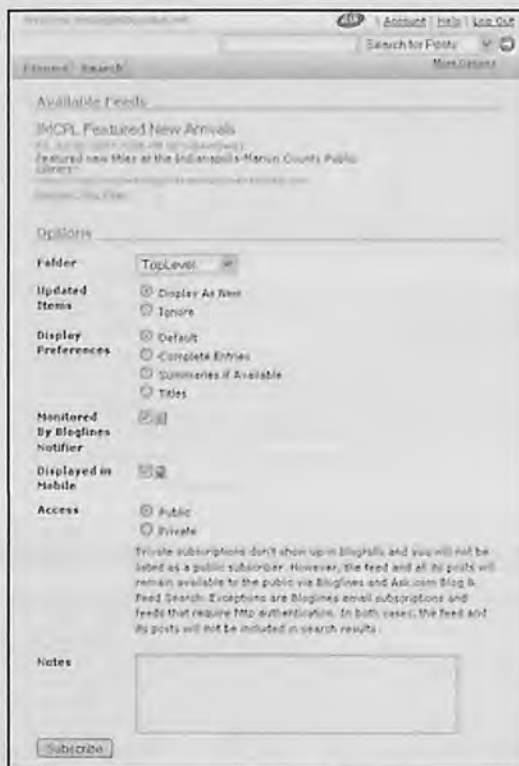 Account | Help | Log Out
Search for Posts
Search
More Options
Available Feeds
IMCPL Featured New Arrivals
Featured new titles at the Indianapolis-Marion County Public
Library
Options
Folder
TopLevel
Updated
Items
Display As New
Ignore
Display
Preferences
Default
Complete Entries
Summaries if Available
Titles
Monitored
By Bloglines
Notifier
Displayed in
Mobile
Access
Public
Private
Private subscriptions don't show up in blogrolls and you will not be
listed as a public subscriber. However, the feed and all its posts will
remain available to the public via Bloglines and Ask.com Blog &
Feed Search. Exceptions are Bloglines email subscriptions and
feeds that require http authentication. In both cases, the feed and
its posts will not be included in search results.
Notes
Subscribe